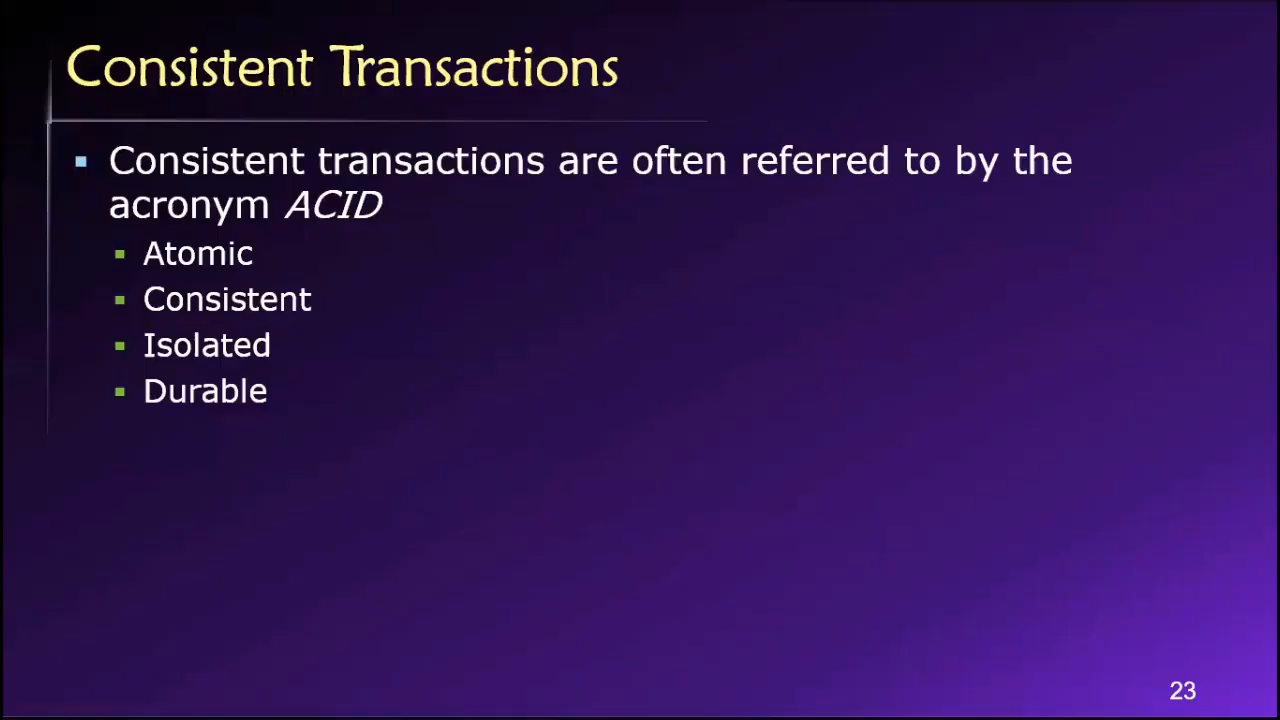 Consistent Transactions
Consistent transactions are often referred to by the
acronym ACID
Atomic
Consistent
Isolated
Durable
23